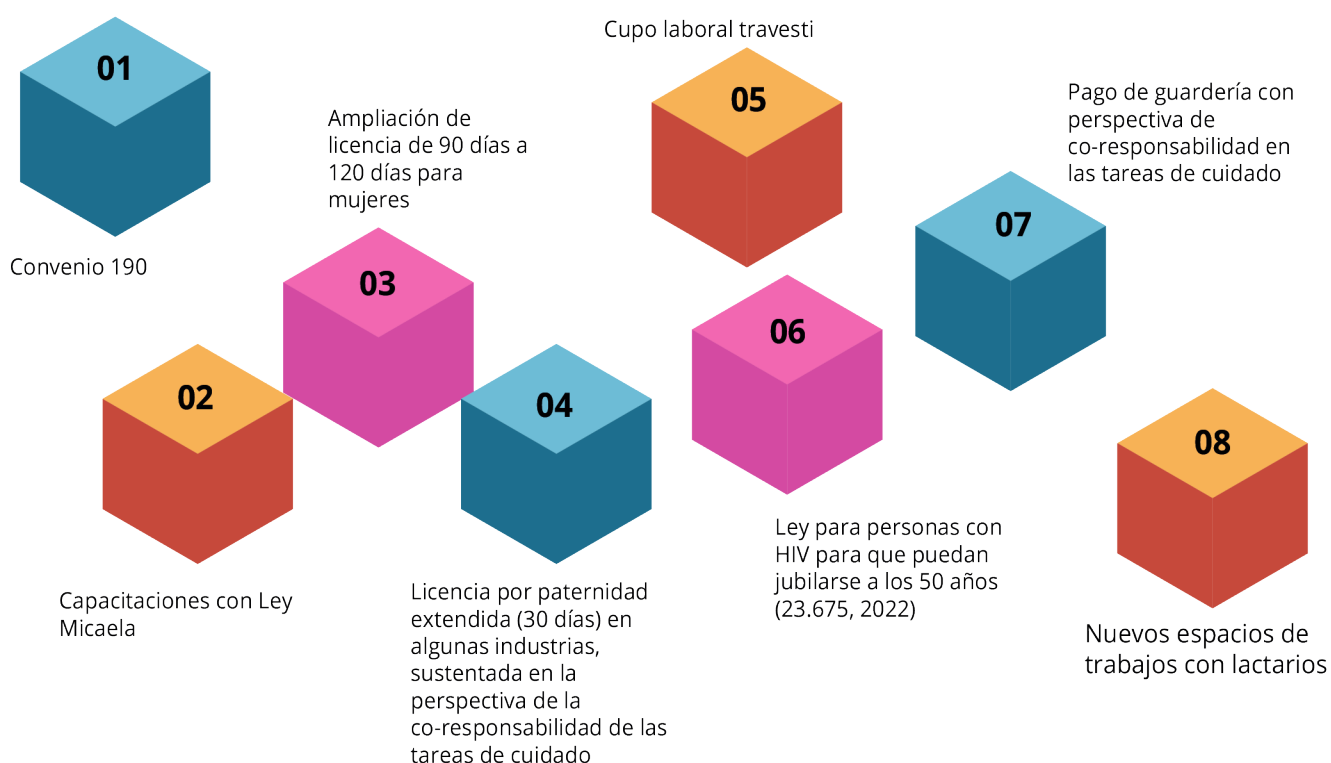 01
Convenio 190
02
Capacitaciones con Ley
Micaela
03
Ampliación de
licencia de 90 días a
120 días para
mujeres
04
Licencia por paternidad
extendida (30 días) en
algunas industrias,
sustentada en la
perspectiva de la
co-responsabilidad de las
tareas de cuidado
Cupo laboral travesti
05
06
Ley para personas con
HIV para que puedan
jubilarse a los 50 años
(23.675, 2022)
07
Pago de guardería con
perspectiva de
co-responsabilidad en
las tareas de cuidado
08
Nuevos espacios de
trabajos con lactarios